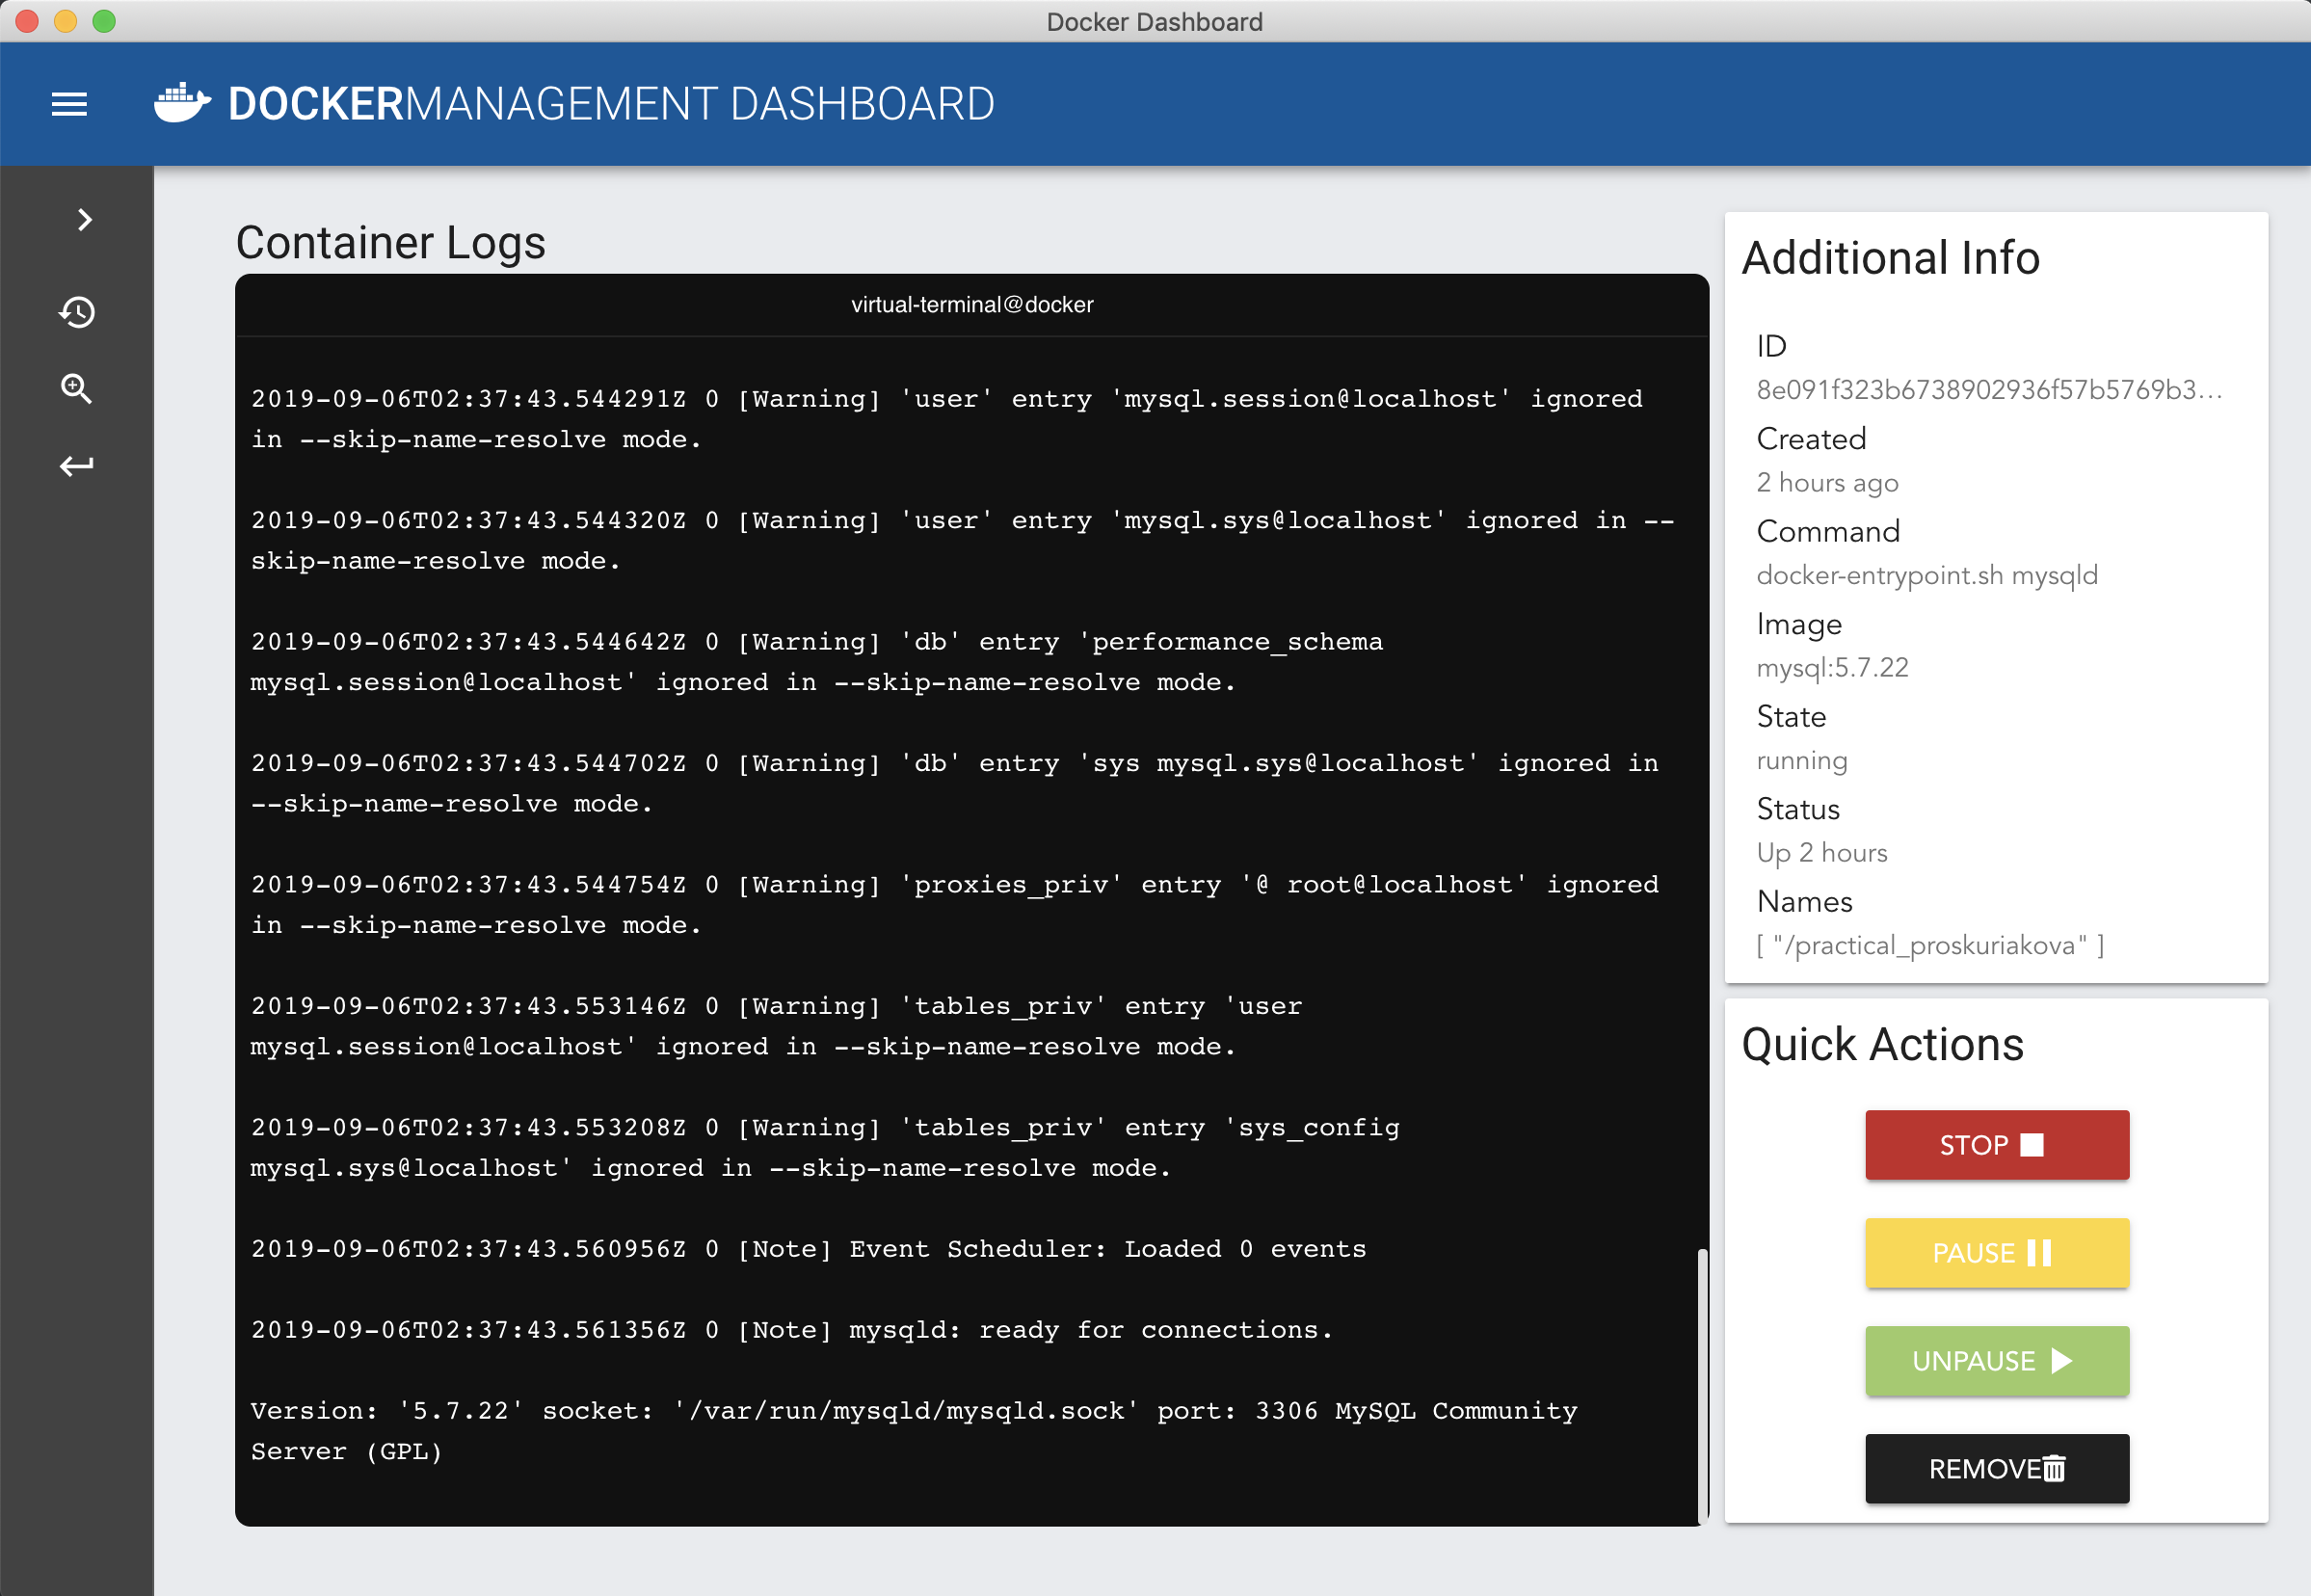 Docker Dashboard
DOCKERMANAGEMENT DASHBOARD
Container Logs
virtual-terminal@docker
2019-09-06T02:37:43.544291Z 0 [Warning] 'user' entry 'mysql.session@localhost' ignored
in --skip-name-resolve mode.
2019-09-06T02:37:43.544320Z 0 [Warning] 'user' entry 'mysql.sys@localhost' ignored in --
skip-name-resolve mode.
2019-09-06T02:37:43.544642Z 0 [Warning] 'db' entry 'performance_schema
mysql.session@localhost' ignored in --skip-name-resolve mode.
2019-09-06T02:37:43.544702Z 0 [Warning] 'db' entry 'sys mysql.sys@localhost' ignored in
--skip-name-resolve mode.
2019-09-06T02:37:43.544754Z 0 [Warning] 'proxies_priv' entry '@ root@localhost' ignored
in --skip-name-resolve mode.
2019-09-06T02:37:43.553146Z 0 [Warning] 'tables_priv' entry 'user
mysql.session@localhost' ignored in --skip-name-resolve mode.
2019-09-06T02:37:43.553208Z 0 [Warning] 'tables_priv' entry 'sys_config
mysql.sys@localhost' ignored in --skip-name-resolve mode.
2019-09-06T02:37:43.560956Z 0 [Note] Event Scheduler: Loaded 0 events
2019-09-06T02:37:43.561356Z 0 [Note] mysqld: ready for connections.
Version: '5.7.22' socket: '/var/run/mysqld/mysqld.sock' port: 3306 MySQL Community
Server (GPL)
Additional Info
ID
8e091f323b6738902936f57b5769b3...
Created
2 hours ago
Command
docker-entrypoint.sh mysqld
Image
mysql:5.7.22
State
running
Status
Up 2 hours
Names
[ "/practical_proskuriakova" ]
Quick Actions
STOP
PAUSE
UNPAUSE
REMOVE